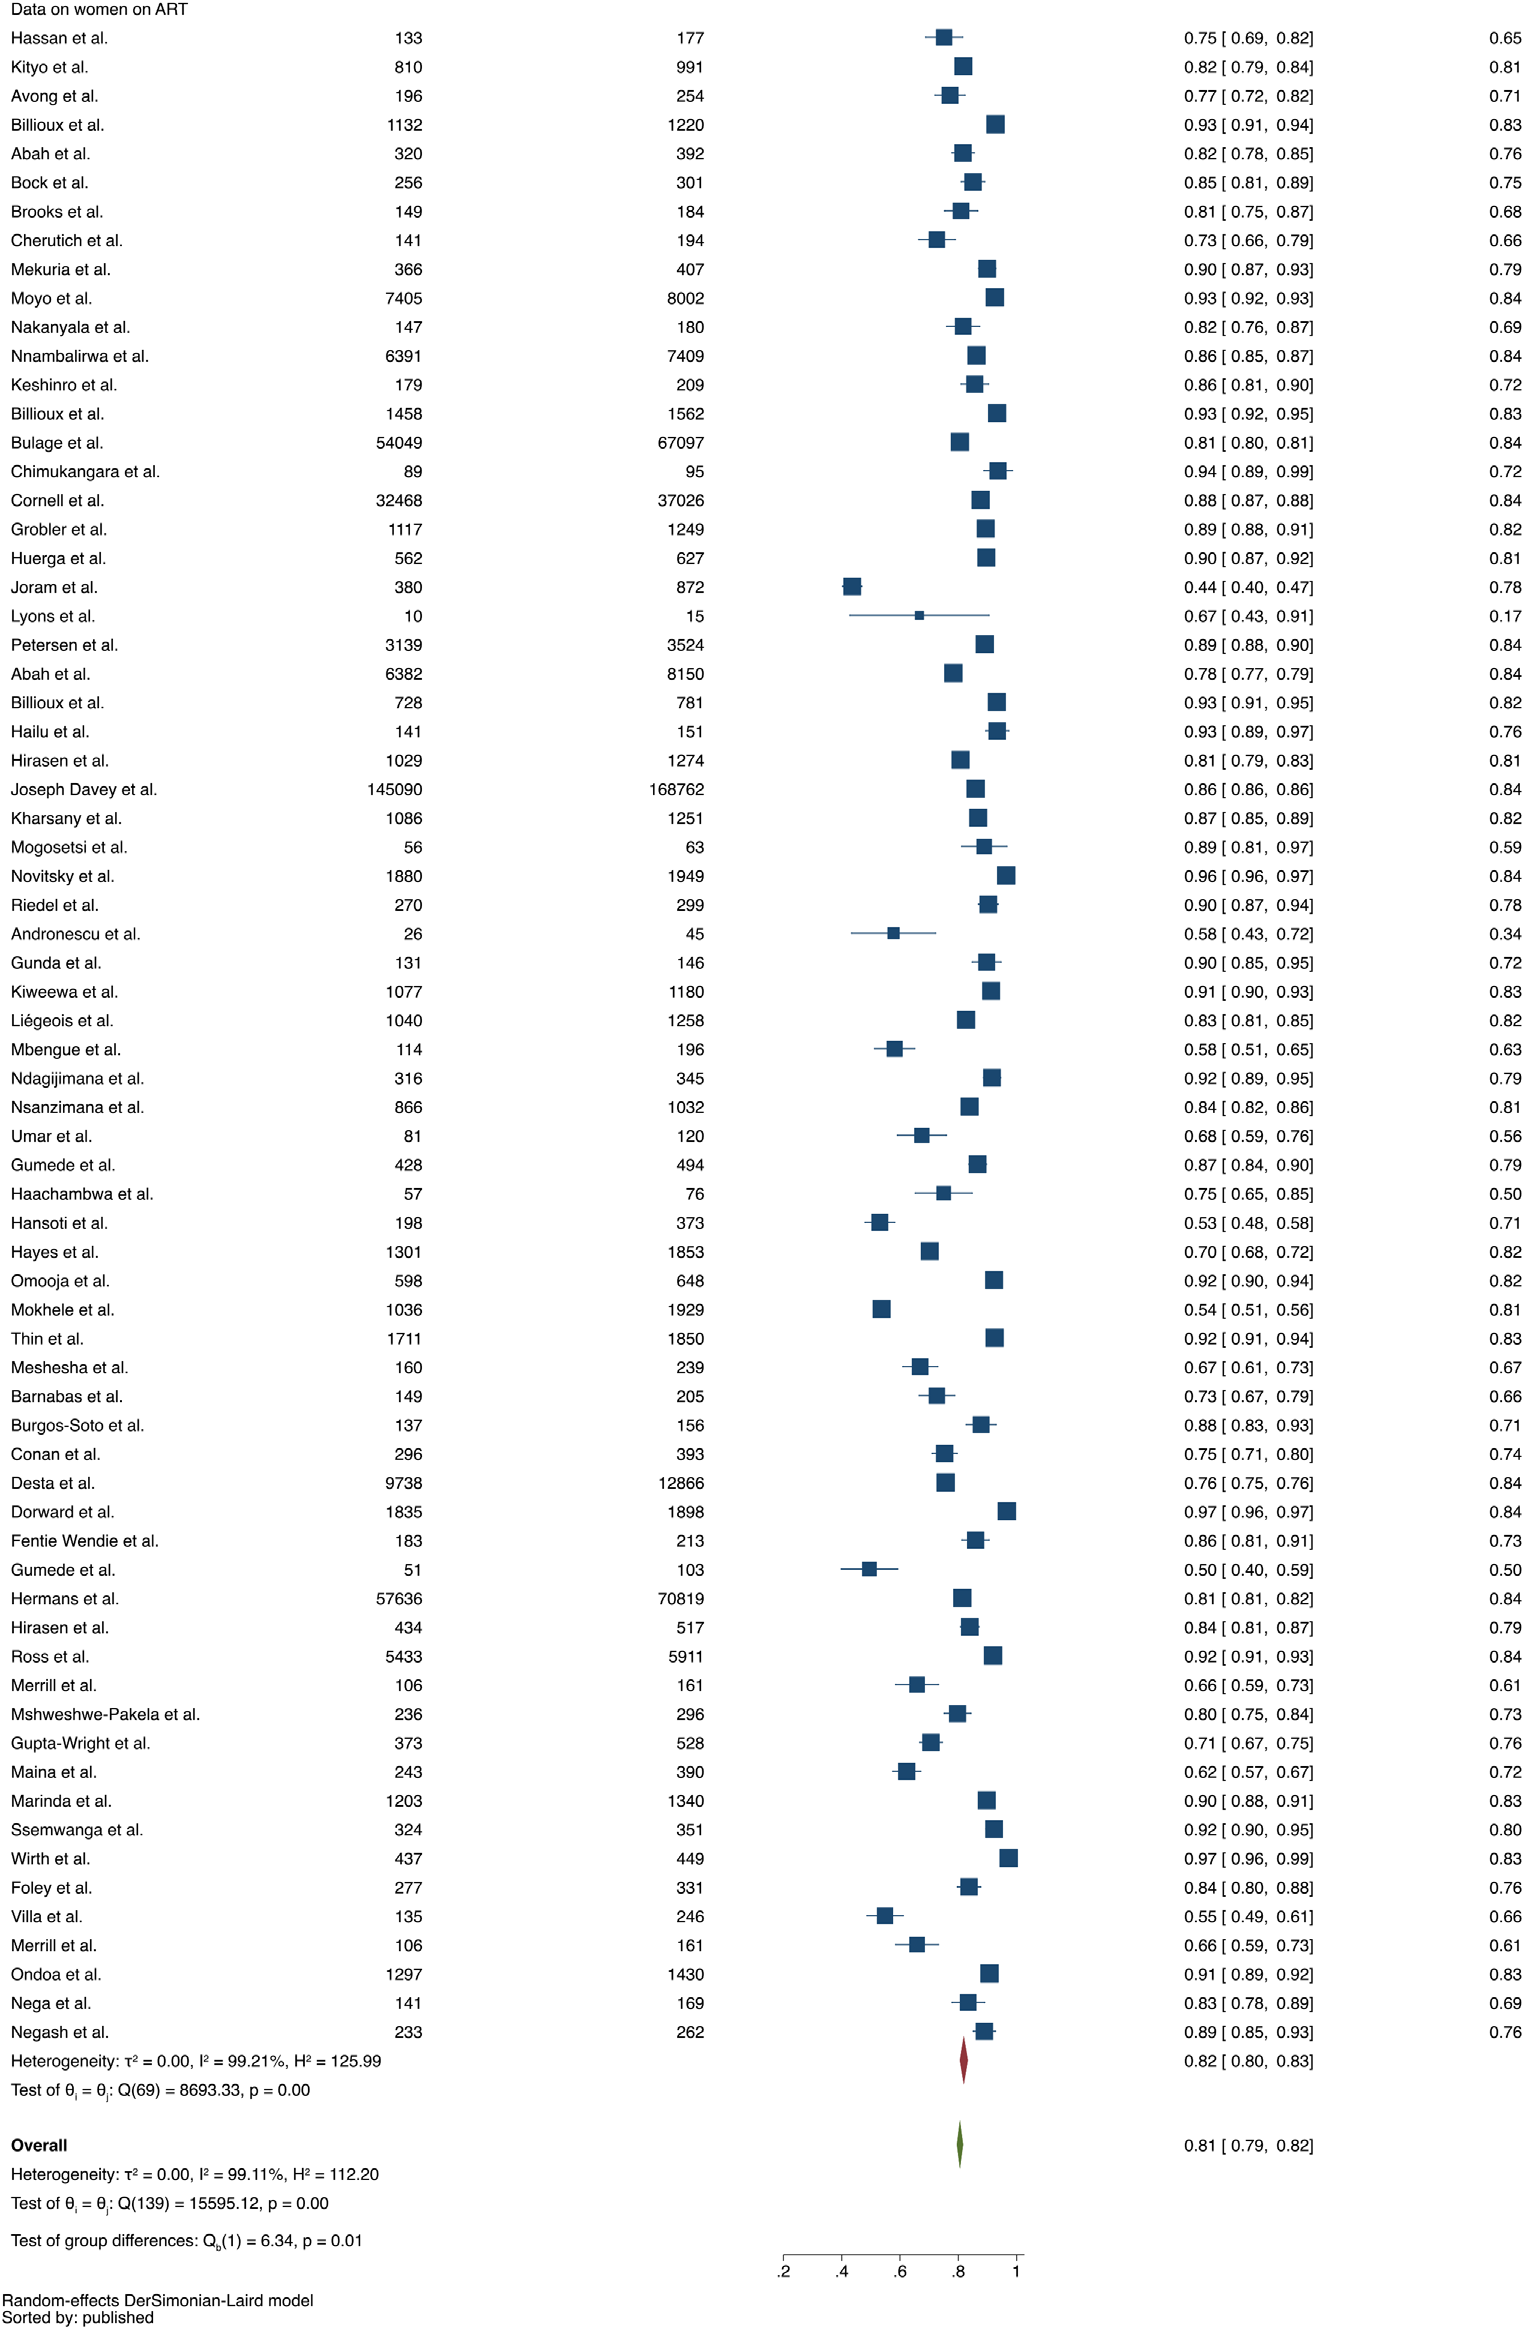 Data on women on ART
Hassan et al. 133 177 0.75 [ 0.69, 0.82] 0.65
Kityo et al. 810 991 0.82 [ 0.79, 0.84] 0.81
Avong et al. 196 254 0.77 [ 0.72, 0.82] 0.71
Billioux et al. 1132 1220 0.93 [ 0.91, 0.94] 0.83
Abah et al. 320 392 0.82 [ 0.78, 0.85] 0.76
Bock et al. 256 301 0.85 [ 0.81, 0.89] 0.75
Brooks et al. 149 184 0.81 [ 0.75, 0.87] 0.68
Cherutich et al. 141 194 0.73 [ 0.66, 0.79] 0.66
Mekuria et al. 366 407 0.90 [ 0.87, 0.93] 0.79
Moyo et al. 7405 8002 0.93 [ 0.92, 0.93] 0.84
Nakanyala et al. 147 180 0.82 [ 0.76, 0.87] 0.69
Nnambalirwa et al. 6391 7409 0.86 [ 0.85, 0.87] 0.84
Keshinro et al. 179 209 0.86 [ 0.81, 0.90] 0.72
Billioux et al. 1458 1562 0.93 [ 0.92, 0.95] 0.83
Bulage et al. 54049 67097 0.81 [ 0.80, 0.81] 0.84
Chimukangara et al. 89 95 0.94 [ 0.89, 0.99] 0.72
Cornell et al. 32468 37026 0.88 [ 0.87, 0.88] 0.84
Grobler et al. 1117 1249 0.89 [ 0.88, 0.91] 0.82
Huerga et al. 562 627 0.90 [ 0.87, 0.92] 0.81
Joram et al. 380 872 0.44 [ 0.40, 0.47] 0.78
Lyons et al. 10 15 0.67 [ 0.43, 0.91] 0.17
Petersen et al. 3139 3524 0.89 [ 0.88, 0.90] 0.84
Abah et al. 6382 8150 0.78 [ 0.77, 0.79] 0.84
Billioux et al. 728 781 0.93 [ 0.91, 0.95] 0.82
Hailu et al. 141 151 0.93 [ 0.89, 0.97] 0.76
Hirasen et al. 1029 1274 0.81 [ 0.79, 0.83] 0.81
Joseph Davey et al. 145090 168762 0.86 [ 0.86, 0.86] 0.84
Kharsany et al. 1086 1251 0.87 [ 0.85, 0.89] 0.82
Mogosetsi et al. 56 63 0.89 [ 0.81, 0.97] 0.59
Novitsky et al. 1880 1949 0.96 [ 0.96, 0.97] 0.84
Riedel et al. 270 299 0.90 [ 0.87, 0.94] 0.78
Andronescu et al. 26 45 0.58 [ 0.43, 0.72] 0.34
Gunda et al. 131 146 0.90 [ 0.85, 0.95] 0.72
Kiweewa et al. 1077 1180 0.91 [ 0.90, 0.93] 0.83
Liégeois et al. 1040 1258 0.83 [ 0.81, 0.85] 0.82
Mbengue et al. 114 196 0.58 [ 0.51, 0.65] 0.63
Ndagijimana et al. 316 345 0.92 [ 0.89, 0.95] 0.79
Nsanzimana et al. 866 1032 0.84 [ 0.82, 0.86] 0.81
Umar et al. 81 120 0.68 [ 0.59, 0.76] 0.56
Gumede et al. 428 494 0.87 [ 0.84, 0.90] 0.79
Haachambwa et al. 57 76 0.75 [ 0.65, 0.85] 0.50
Hansoti et al. 198 373 0.53 [ 0.48, 0.58] 0.71
Hayes et al. 1301 1853 0.70 [ 0.68, 0.72] 0.82
Omooja et al. 598 648 0.92 [ 0.90, 0.94] 0.82
Mokhele et al. 1036 1929 0.54 [ 0.51, 0.56] 0.81
Thin et al. 1711 1850 0.92 [ 0.91, 0.94] 0.83
Meshesha et al. 160 239 0.67 [ 0.61, 0.73] 0.67
Barnabas et al. 149 205 0.73 [ 0.67, 0.79] 0.66
Burgos-Soto et al. 137 156 0.88 [ 0.83, 0.93] 0.71
Conan et al. 296 393 0.75 [ 0.71, 0.80] 0.74
Desta et al. 9738 12866 0.76 [ 0.75, 0.76] 0.84
Dorward et al. 1835 1898 0.97 [ 0.96, 0.97] 0.84
Fentie Wendie et al. 183 213 0.86 [ 0.81, 0.91] 0.73
Gumede et al. 51 103 0.50 [ 0.40, 0.59] 0.50
Hermans et al. 57636 70819 0.81 [ 0.81, 0.82] 0.84
Hirasen et al. 434 517 0.84 [ 0.81, 0.87] 0.79
Ross et al. 5433 5911 0.92 [ 0.91, 0.93] 0.84
Merrill et al. 106 161 0.66 [ 0.59, 0.73] 0.61
Mshweshwe-Pakela et al. 236 296 0.80 [ 0.75, 0.84] 0.73
Gupta-Wright et al. 373 528 0.71 [ 0.67, 0.75] 0.76
Maina et al. 243 390 0.62 [ 0.57, 0.67] 0.72
Marinda et al. 1203 1340 0.90 [ 0.88, 0.91] 0.83
Ssemwanga et al. 324 351 0.92 [ 0.90, 0.95] 0.80
Wirth et al. 437 449 0.97 [ 0.96, 0.99] 0.83
Foley et al. 277 331 0.84 [ 0.80, 0.88] 0.76
Villa et al. 135 246 0.55 [ 0.49, 0.61] 0.66
Merrill et al. 106 161 0.66 [ 0.59, 0.73] 0.61
Ondoa et al. 1297 1430 0.91 [ 0.89, 0.92] 0.83
Nega et al. 141 169 0.83 [ 0.78, 0.89] 0.69
Negash et al. 233 262 0.89 [ 0.85, 0.93] 0.76
Heterogeneity: τ² = 0.00, I² = 99.21%, H² = 125.99 0.82 [ 0.80, 0.83]
Test of θᵢ = θⱼ: Q(69) = 8693.33, p = 0.00
Overall 0.81 [ 0.79, 0.82]
Heterogeneity: τ² = 0.00, I² = 99.11%, H² = 112.20
Test of θᵢ = θⱼ: Q(139) = 15595.12, p = 0.00
Test of group differences: Q_b(1) = 6.34, p = 0.01
.2 .4 .6 .8 1
Random-effects DerSimonian-Laird model
Sorted by: published